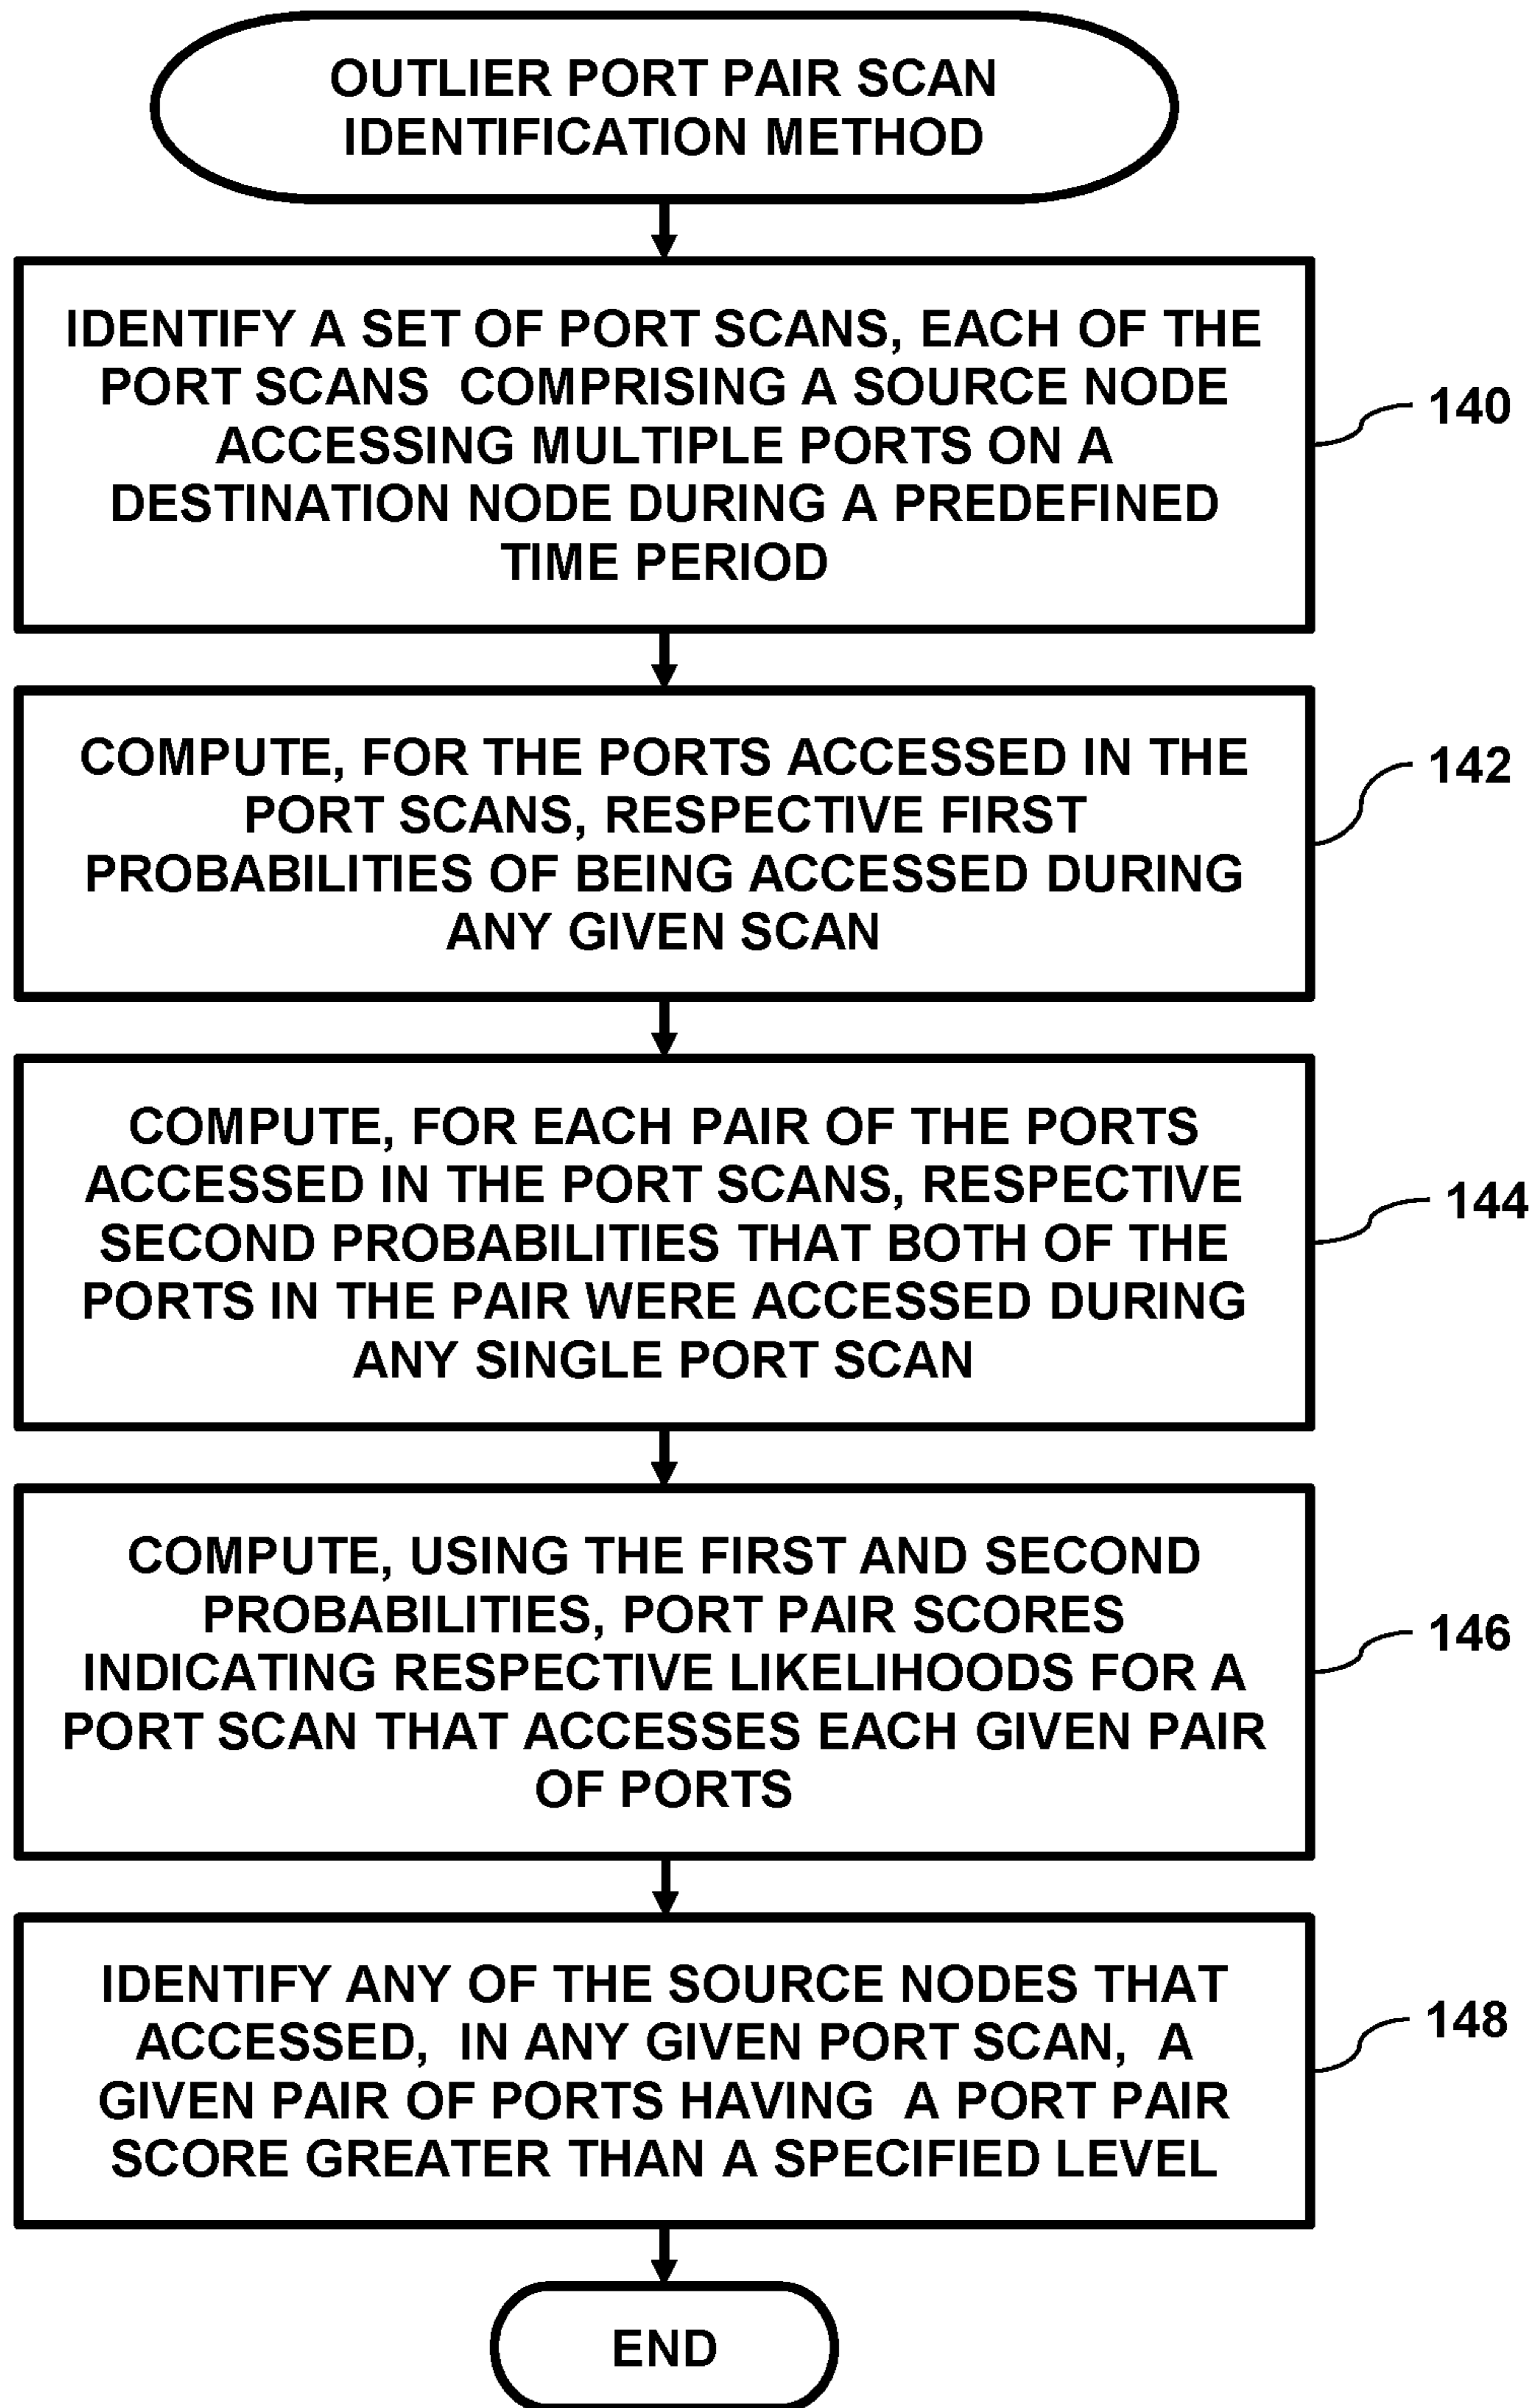 OUTLIER PORT PAIR SCAN
IDENTIFICATION METHOD
IDENTIFY A SET OF PORT SCANS, EACH OF THE
PORT SCANS COMPRISING A SOURCE NODE
ACCESSING MULTIPLE PORTS ON A
DESTINATION NODE DURING A PREDEFINED
TIME PERIOD
140
COMPUTE, FOR THE PORTS ACCESSED IN THE
PORT SCANS, RESPECTIVE FIRST
PROBABILITIES OF BEING ACCESSED DURING
ANY GIVEN SCAN
142
COMPUTE, FOR EACH PAIR OF THE PORTS
ACCESSED IN THE PORT SCANS, RESPECTIVE
SECOND PROBABILITIES THAT BOTH OF THE
PORTS IN THE PAIR WERE ACCESSED DURING
ANY SINGLE PORT SCAN
144
COMPUTE, USING THE FIRST AND SECOND
PROBABILITIES, PORT PAIR SCORES
INDICATING RESPECTIVE LIKELIHOODS FOR A
PORT SCAN THAT ACCESSES EACH GIVEN PAIR
OF PORTS
146
IDENTIFY ANY OF THE SOURCE NODES THAT
ACCESSED, IN ANY GIVEN PORT SCAN, A
GIVEN PAIR OF PORTS HAVING A PORT PAIR
SCORE GREATER THAN A SPECIFIED LEVEL
148
END